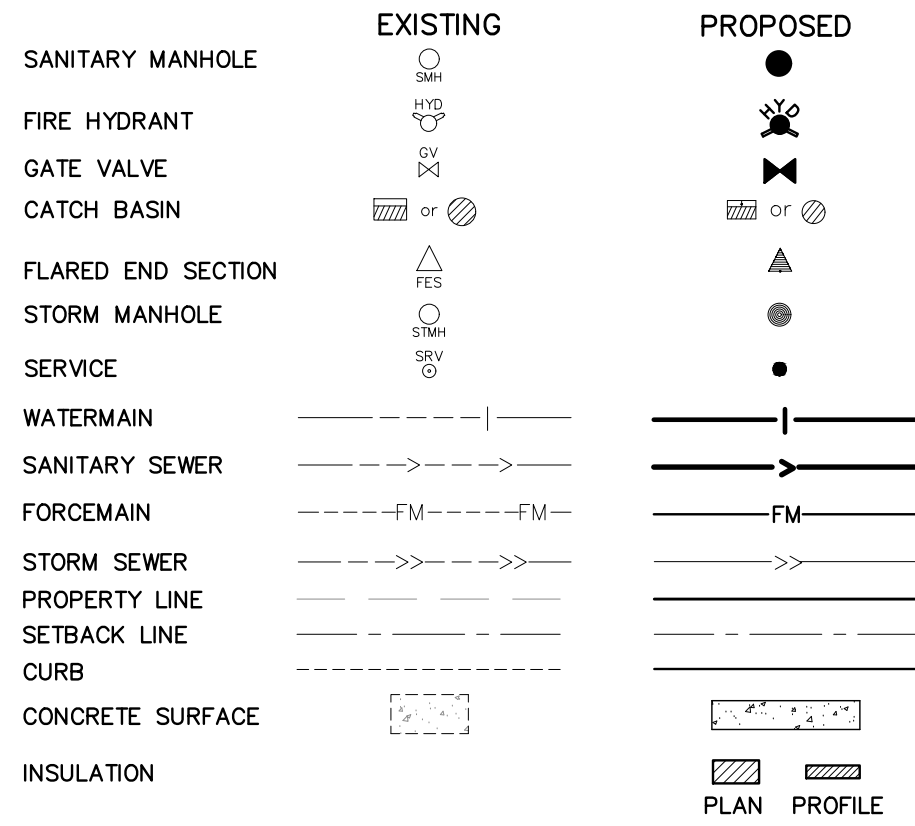 EXISTING PROPOSED
SANITARY MANHOLE
SMH
FIRE HYDRANT HYD HYD
GATE VALVE GV
CATCH BASIN or or
FLARED END SECTION
FES
STORM MANHOLE
STMH
SERVICE SRV
WATERMAIN
SANITARY SEWER
FORCEMAIN FM FM FM
STORM SEWER
PROPERTY LINE
SETBACK LINE
CURB
CONCRETE SURFACE
INSULATION
PLAN PROFILE